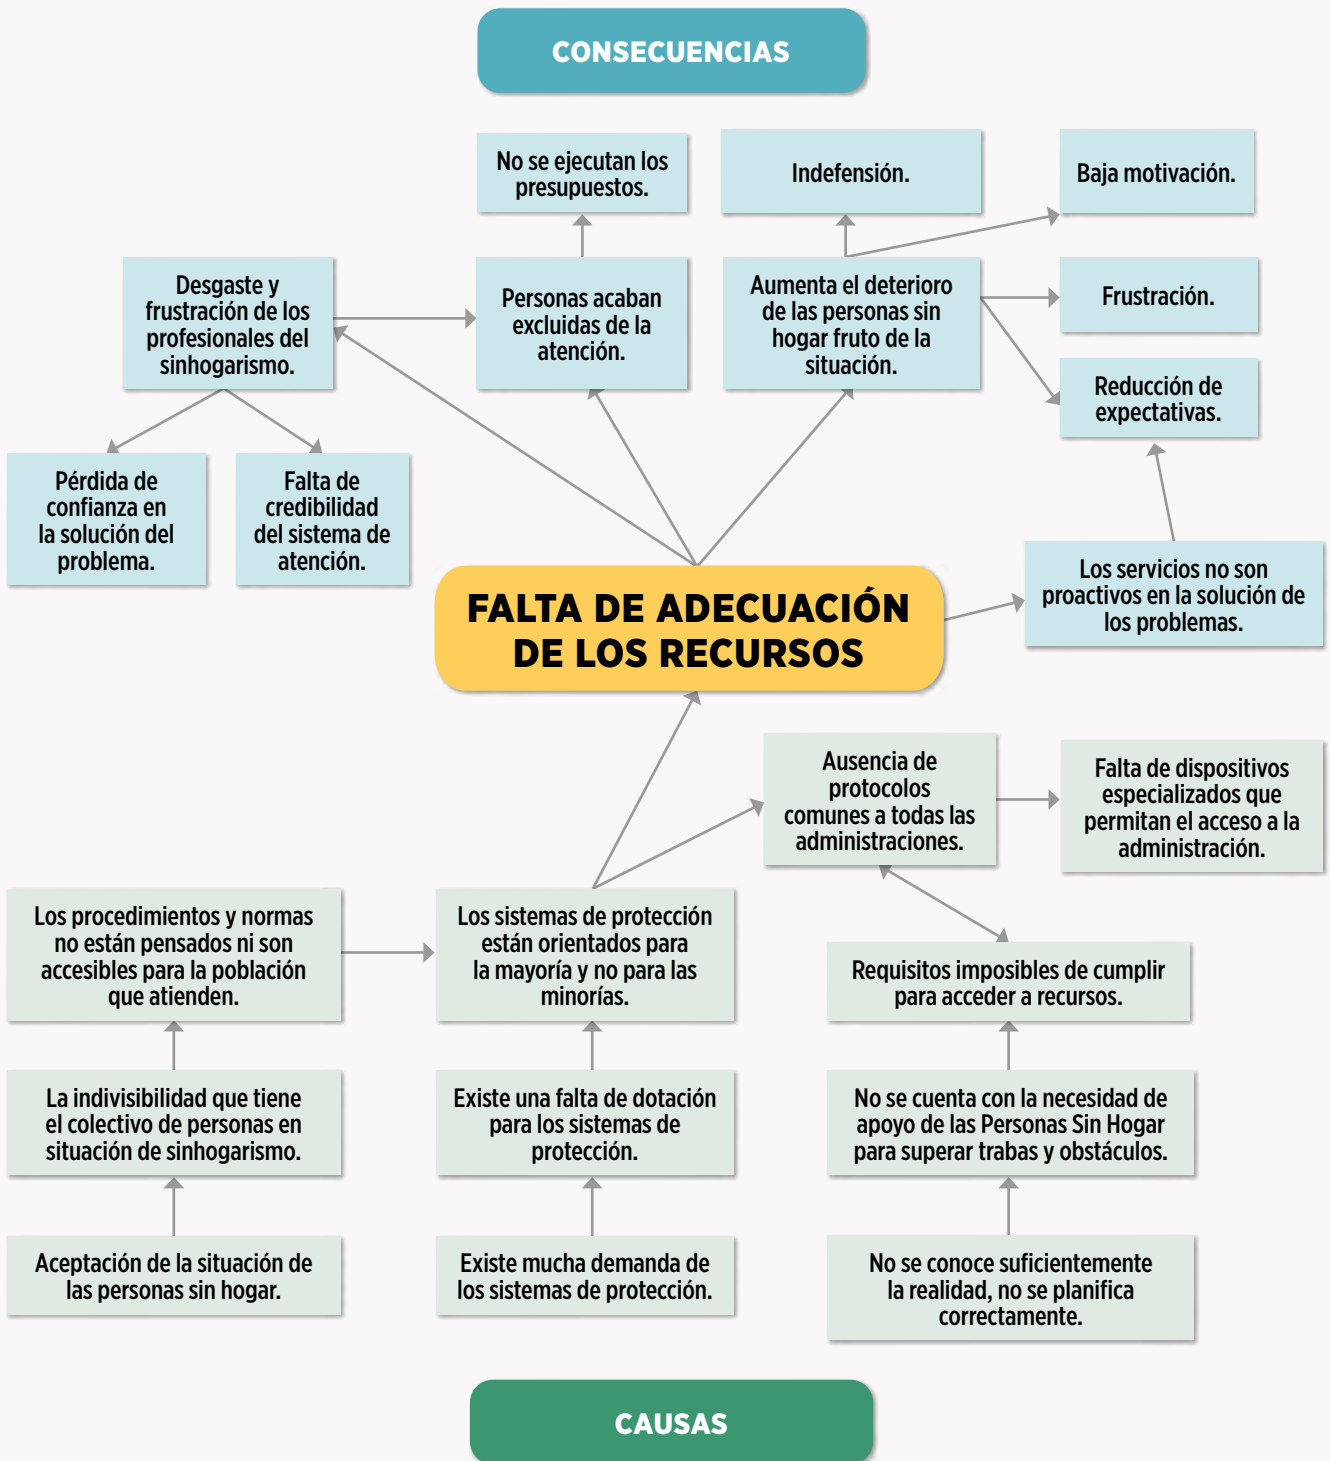 CONSECUENCIAS
No se ejecutan los
presupuestos.
Indefensión.
Baja motivación.
Desgaste y
frustración de los
profesionales del
sinhogarismo.
Personas acaban
excluidas de la
atención.
Aumenta el deterioro
de las personas sin
hogar fruto de la
situación.
Frustración.
Reducción de
expectativas.
Pérdida de
confianza en
la solución del
problema.
Falta de
credibilidad
del sistema de
atención.
Los servicios no son
proactivos en la solución de
los problemas.
FALTA DE ADECUACIÓN
DE LOS RECURSOS
Ausencia de
protocolos
comunes a todas las
administraciones.
Falta de dispositivos
especializados que
permitan el acceso a la
administración.
Los procedimientos y normas
no están pensados ni son
accesibles para la población
que atienden.
Los sistemas de protección
están orientados para
la mayoría y no para las
minorías.
Requisitos imposibles de cumplir
para acceder a recursos.
La indivisibilidad que tiene
el colectivo de personas en
situación de sinhogarismo.
Existe una falta de dotación
para los sistemas de
protección.
No se cuenta con la necesidad de
apoyo de las Personas Sin Hogar
para superar trabas y obstáculos.
Aceptación de la situación de
las personas sin hogar.
Existe mucha demanda de
los sistemas de protección.
No se conoce suficientemente
la realidad, no se planifica
correctamente.
CAUSAS